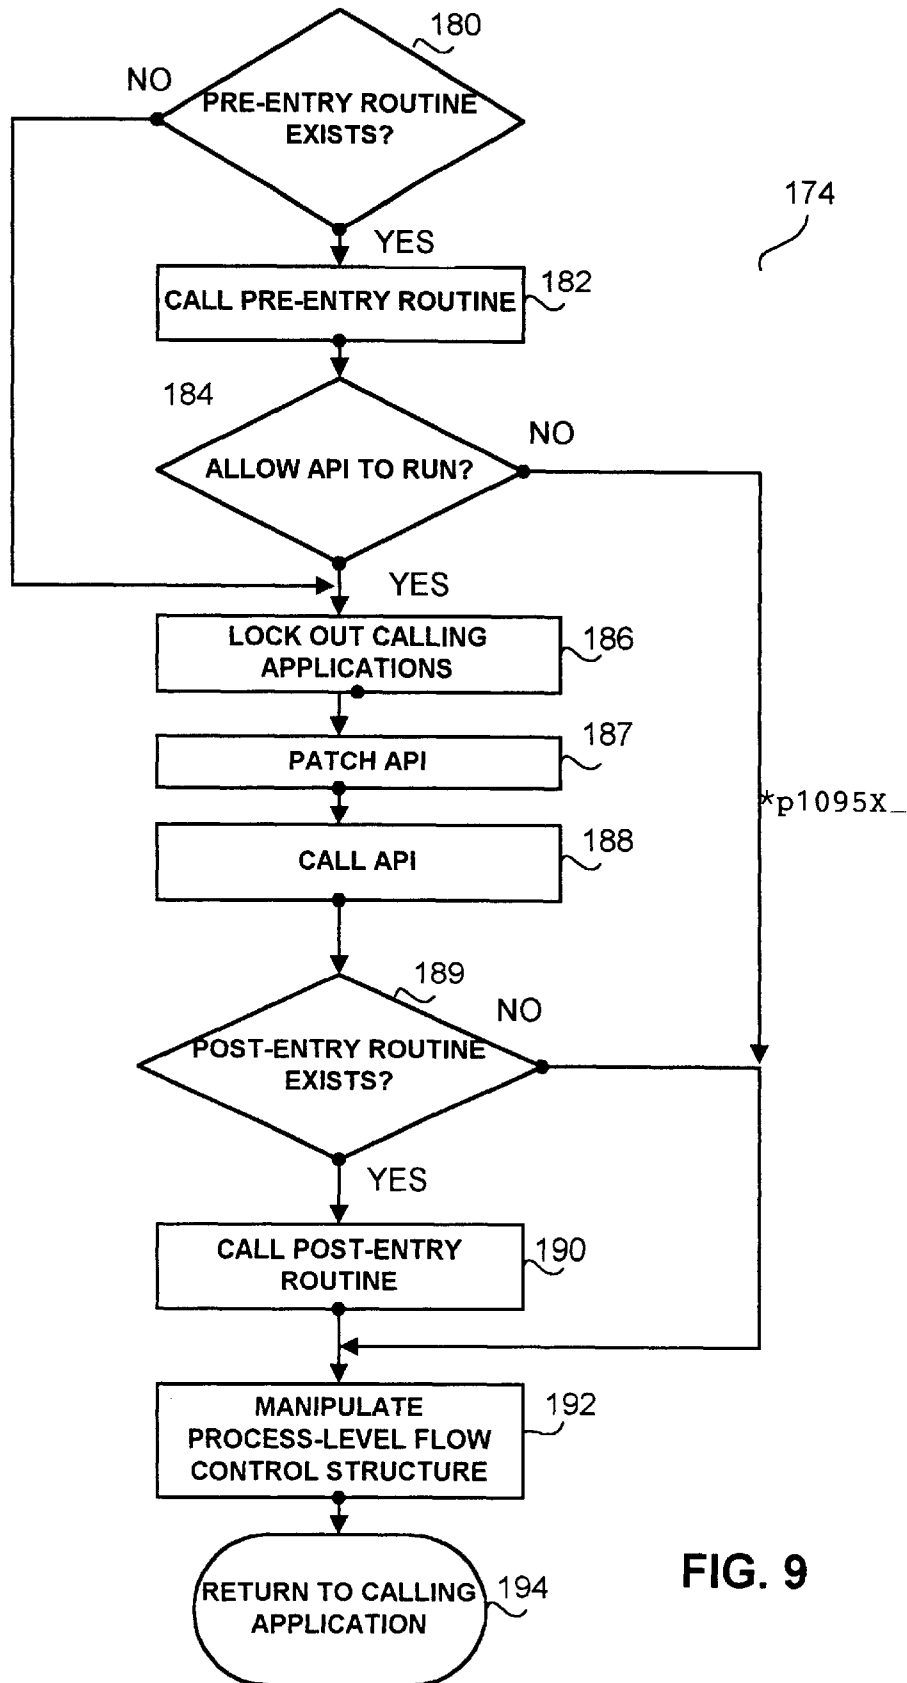 180
NO
PRE-ENTRY ROUTINE
EXISTS?
174
YES
CALL PRE-ENTRY ROUTINE
182
184
NO
ALLOW API TO RUN?
YES
LOCK OUT CALLING
APPLICATIONS
186
PATCH API
187
*p1095X_
CALL API
188
189
NO
POST-ENTRY ROUTINE
EXISTS?
YES
CALL POST-ENTRY
ROUTINE
190
MANIPULATE
PROCESS-LEVEL FLOW
CONTROL STRUCTURE
192
RETURN TO CALLING
APPLICATION
194
FIG. 9